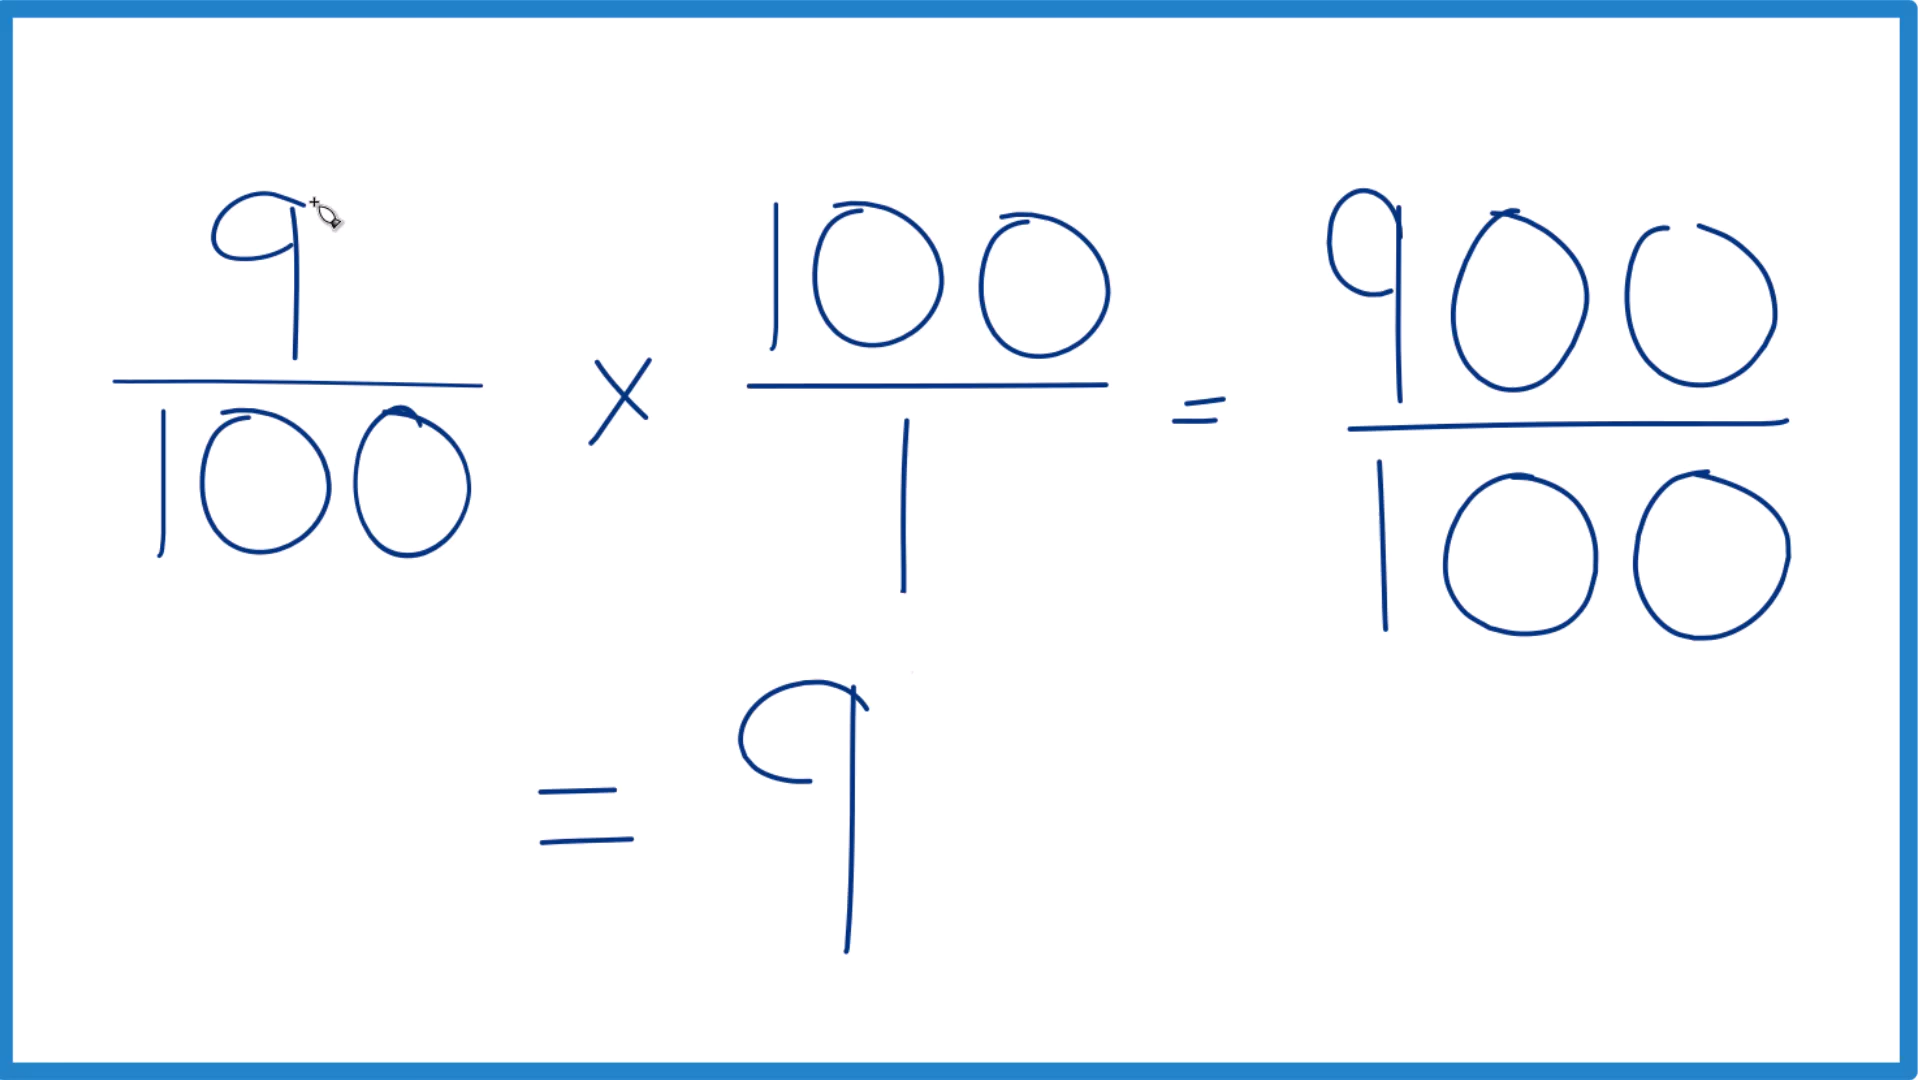 9/100 × 100/1 = 900/100
= 9